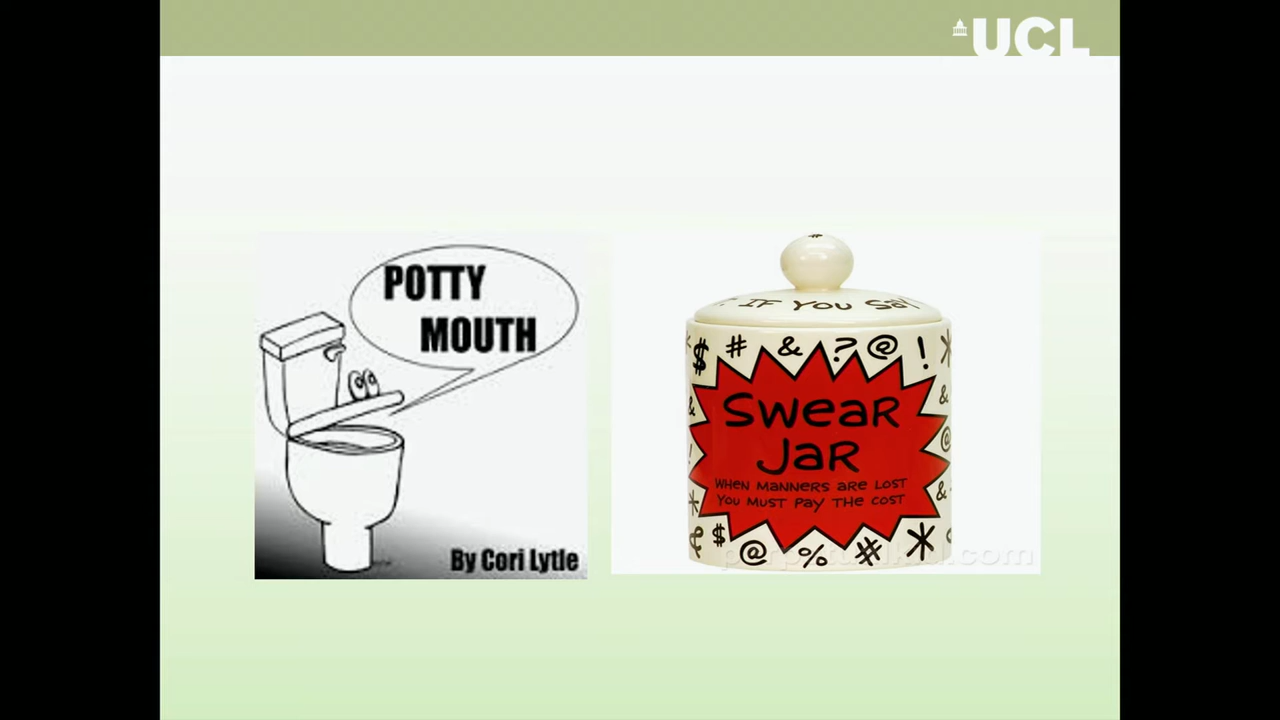 UCL
POTTY
MOUTH
By Cori Lytle
IF YOU SAY
$ # & ? @ !
SWEAR
JAR
WHEN MANNERS ARE LOST
YOU MUST PAY THE COST
$ @ % # *